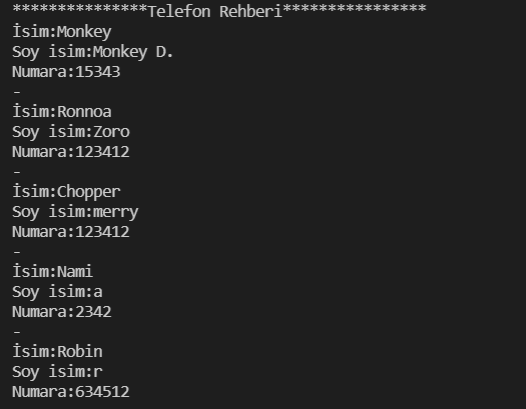 ***************Telefon Rehberi****************
İsim:Monkey
Soy isim:Monkey D.
Numara:15343
-
İsim:Ronnoa
Soy isim:Zoro
Numara:123412
-
İsim:Chopper
Soy isim:merry
Numara:123412
-
İsim:Nami
Soy isim:a
Numara:2342
-
İsim:Robin
Soy isim:r
Numara:634512